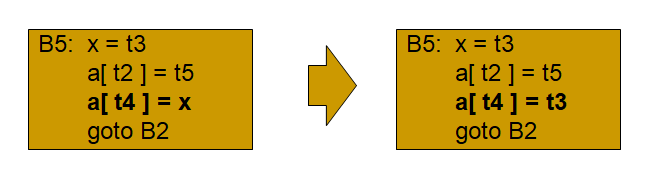 B5: x = t3
a[ t2 ] = t5
a[ t4 ] = x
goto B2
B5: x = t3
a[ t2 ] = t5
a[ t4 ] = t3
goto B2